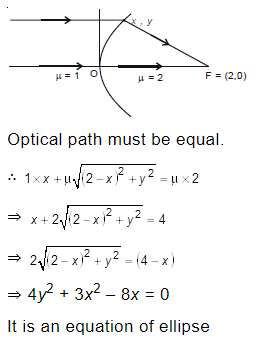 x , y
μ = 1 O μ = 2 F = (2,0)
Optical path must be equal.
∴ 1 × x + μ√((2 – x)² + y²) = μ × 2
⇒ x + 2√((2 – x)² + y²) = 4
⇒ 2√((2 – x)² + y²) = (4 – x)
⇒ 4y² + 3x² – 8x = 0
It is an equation of ellipse